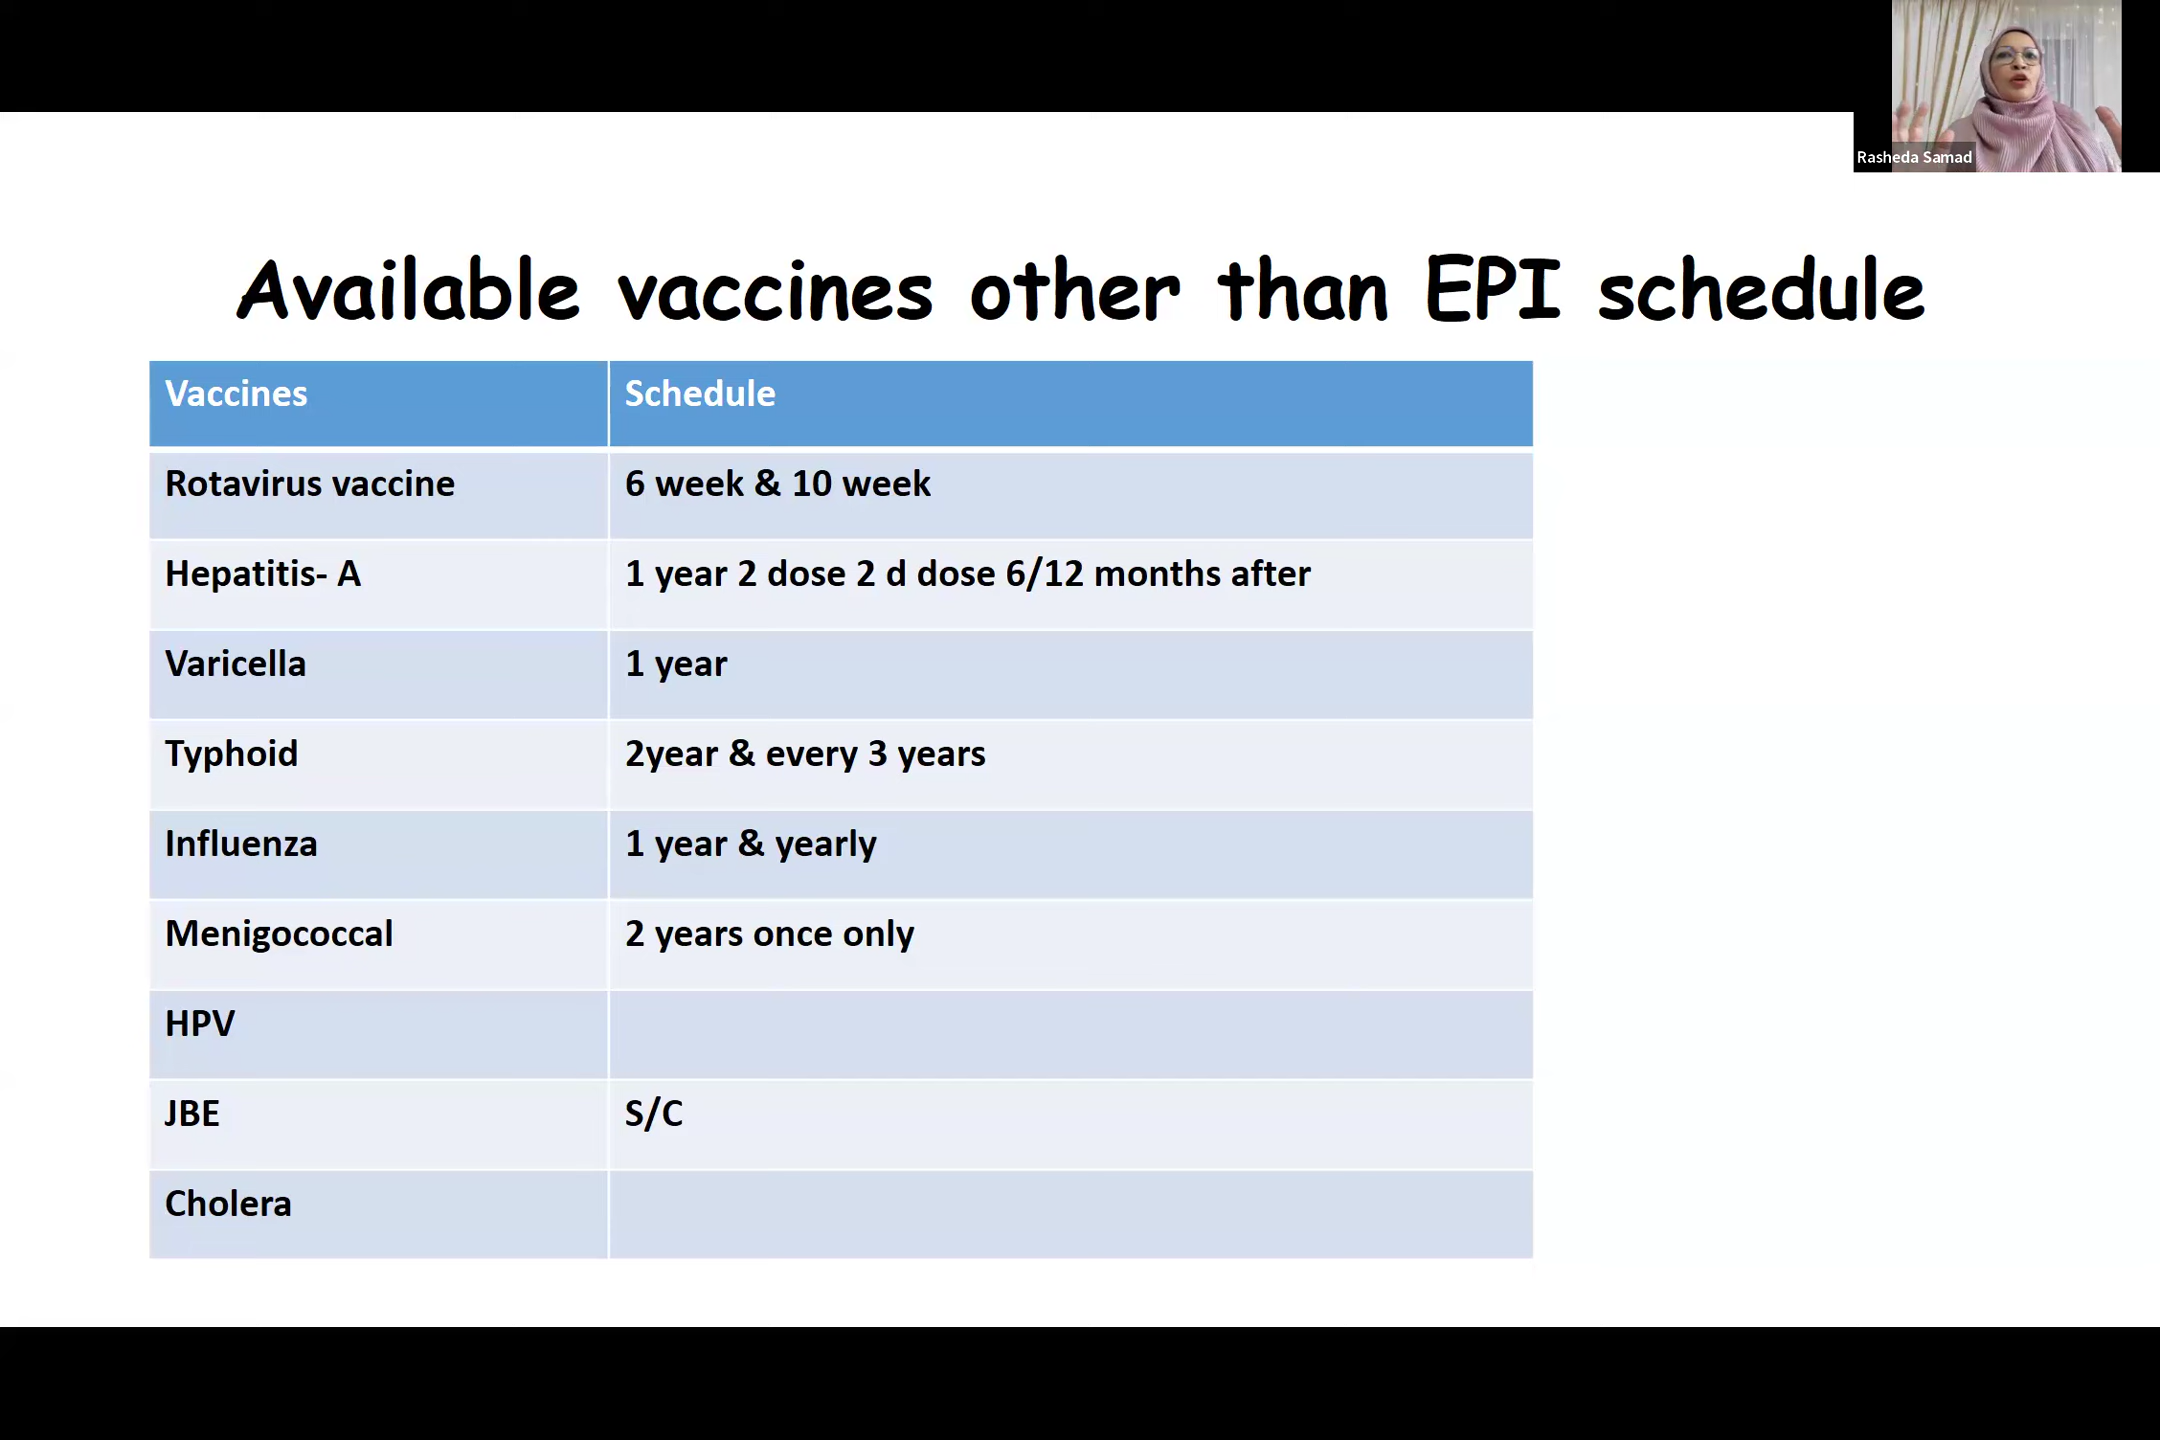 Rasheda Samad
Available vaccines other than EPI schedule
Vaccines Schedule
Rotavirus vaccine 6 week & 10 week
Hepatitis- A 1 year 2 dose 2 d dose 6/12 months after
Varicella 1 year
Typhoid 2year & every 3 years
Influenza 1 year & yearly
Menigococcal 2 years once only
HPV
JBE S/C
Cholera